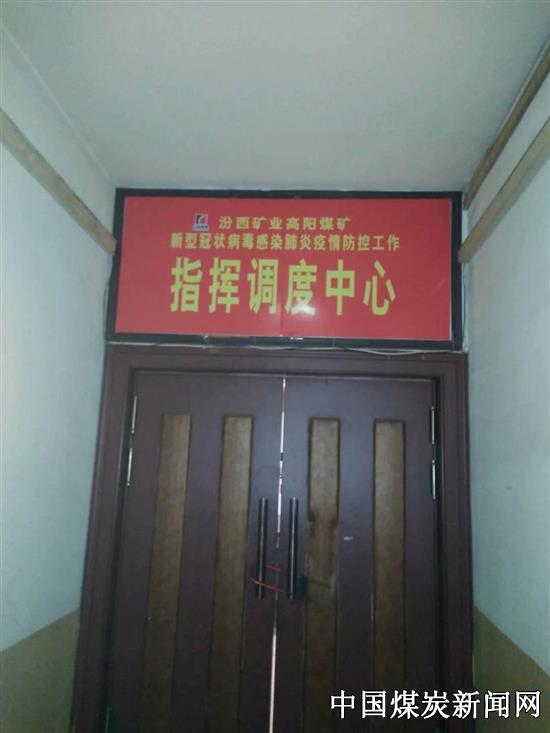 汾西矿业高阳煤矿
新型冠状病毒感染肺炎疫情防控工作
指挥调度中心
中国煤炭新闻网